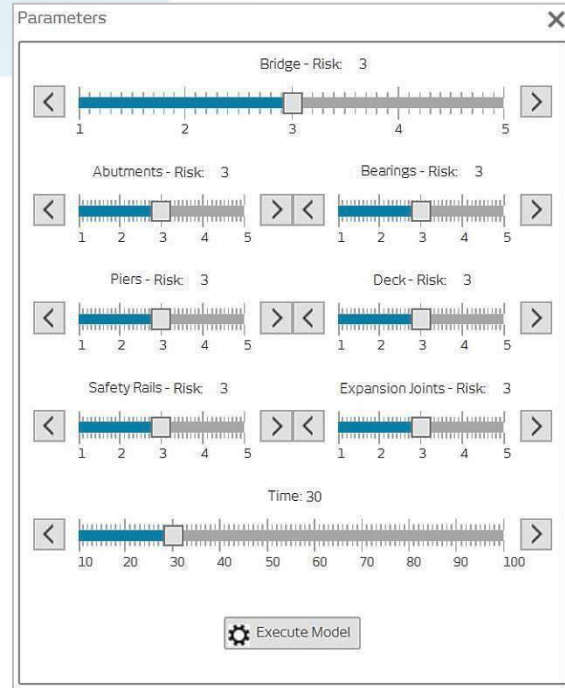 Parameters
Bridge - Risk: 3
1 2 3 4 5
Abutments - Risk: 3 Bearings - Risk: 3
1 2 3 4 5 1 2 3 4 5
Piers - Risk: 3 Deck - Risk: 3
1 2 3 4 5 1 2 3 4 5
Safety Rails - Risk: 3 Expansion Joints - Risk: 3
1 2 3 4 5 1 2 3 4 5
Time: 30
10 20 30 40 50 60 70 80 90 100
Execute Model